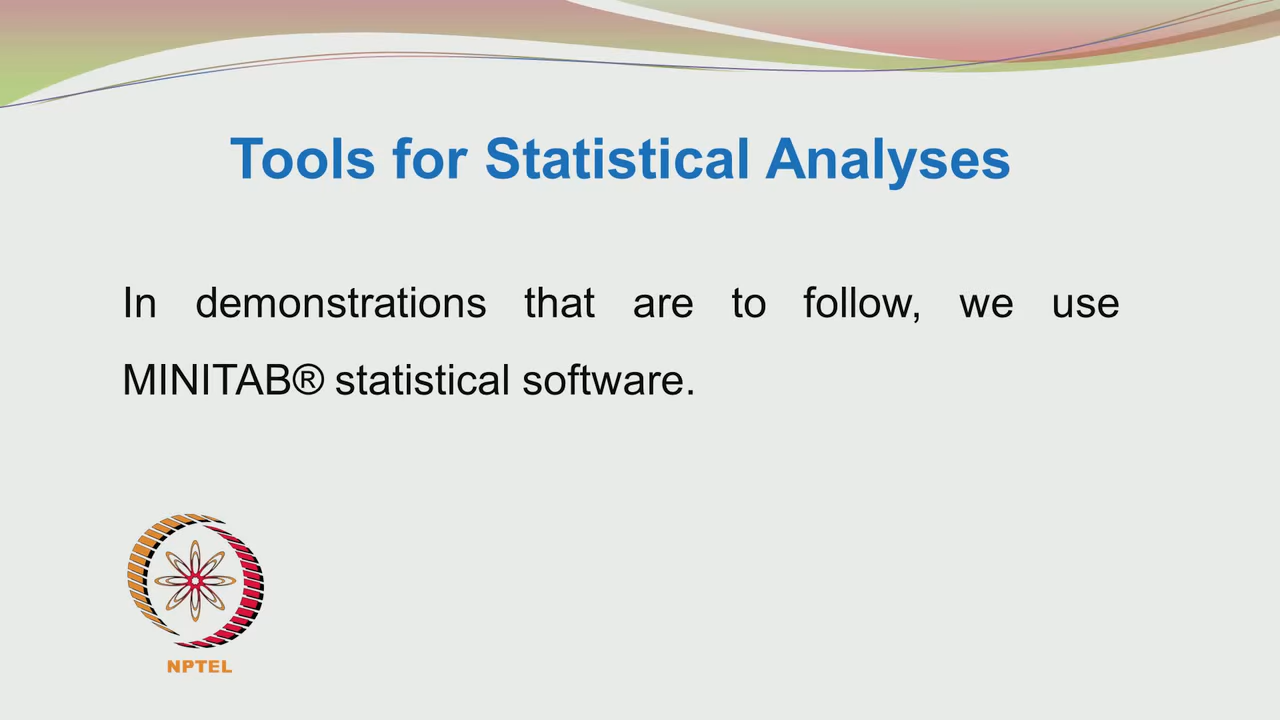 Tools for Statistical Analyses
In demonstrations that are to follow, we use
MINITAB® statistical software.
NPTEL